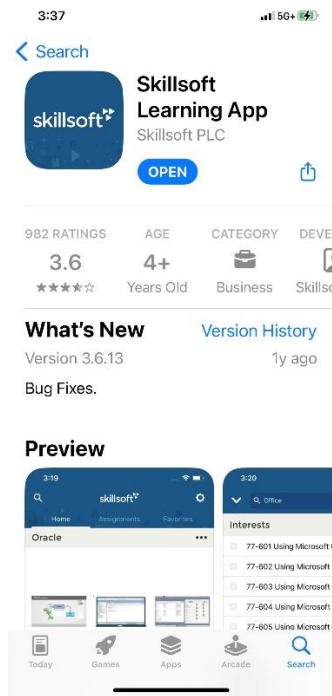 3:37
5G+
Search
skillsoft
Skillsoft
Learning App
Skillsoft PLC
OPEN
982 RATINGS AGE CATEGORY DEVE
3.6 4+
Years Old Business Skillso
What's New Version History
Version 3.6.13 1y ago
Bug Fixes.
Preview
3:19 3:20
skillsoft Office
Home Assignments Favorites Interests
Oracle
77-601 Using Microsoft
77-602 Using Microsoft
77-603 Using Microsoft
77-604 Using Microsoft
77-605 Using Microsoft
Today Games Apps Arcade Search